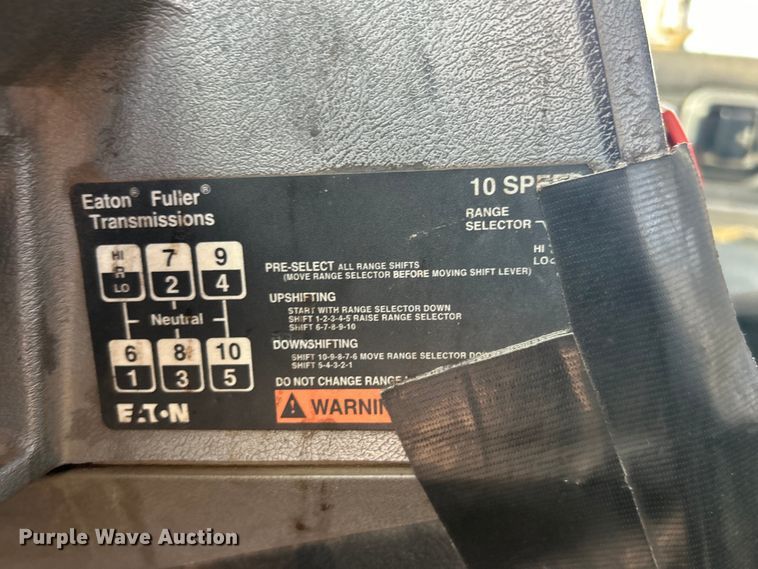 Eaton® Fuller®
Transmissions
10 SPEED
RANGE
SELECTOR
HI
LO
HI
R
LO
7
2
9
4
Neutral
6
1
8
3
10
5
EATON
PRE-SELECT ALL RANGE SHIFTS
(MOVE RANGE SELECTOR BEFORE MOVING SHIFT LEVER)
UPSHIFTING
START WITH RANGE SELECTOR DOWN
SHIFT 1-2-3-4-5 RAISE RANGE SELECTOR
SHIFT 6-7-8-9-10
DOWNSHIFTING
SHIFT 10-9-8-7-6 MOVE RANGE SELECTOR DO
SHIFT 5-4-3-2-1
DO NOT CHANGE RANGE
WARNIN
Purple Wave Auction